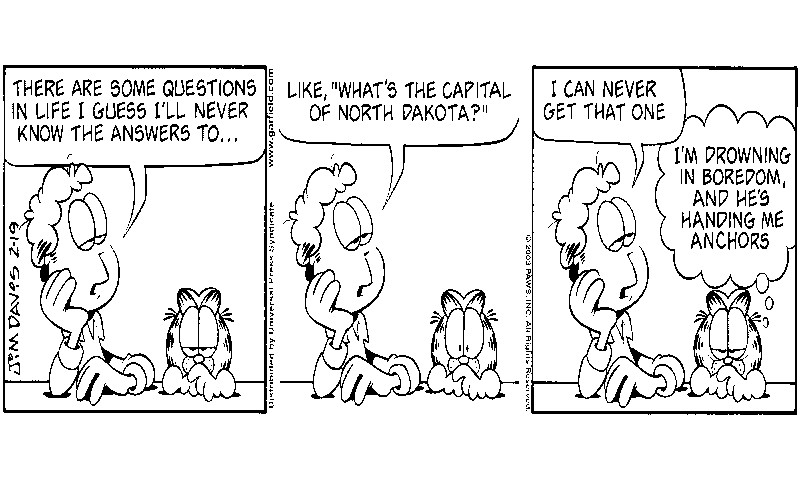 THERE ARE SOME QUESTIONS
IN LIFE I GUESS I'LL NEVER
KNOW THE ANSWERS TO...
JIM DAVIS 2-19
www.garfield.com
Distributed by Universal Press Syndicate
LIKE, "WHAT'S THE CAPITAL
OF NORTH DAKOTA?"
© 2003 PAWS, INC. All Rights Reserved.
I CAN NEVER
GET THAT ONE
I'M DROWNING
IN BOREDOM,
AND HE'S
HANDING ME
ANCHORS